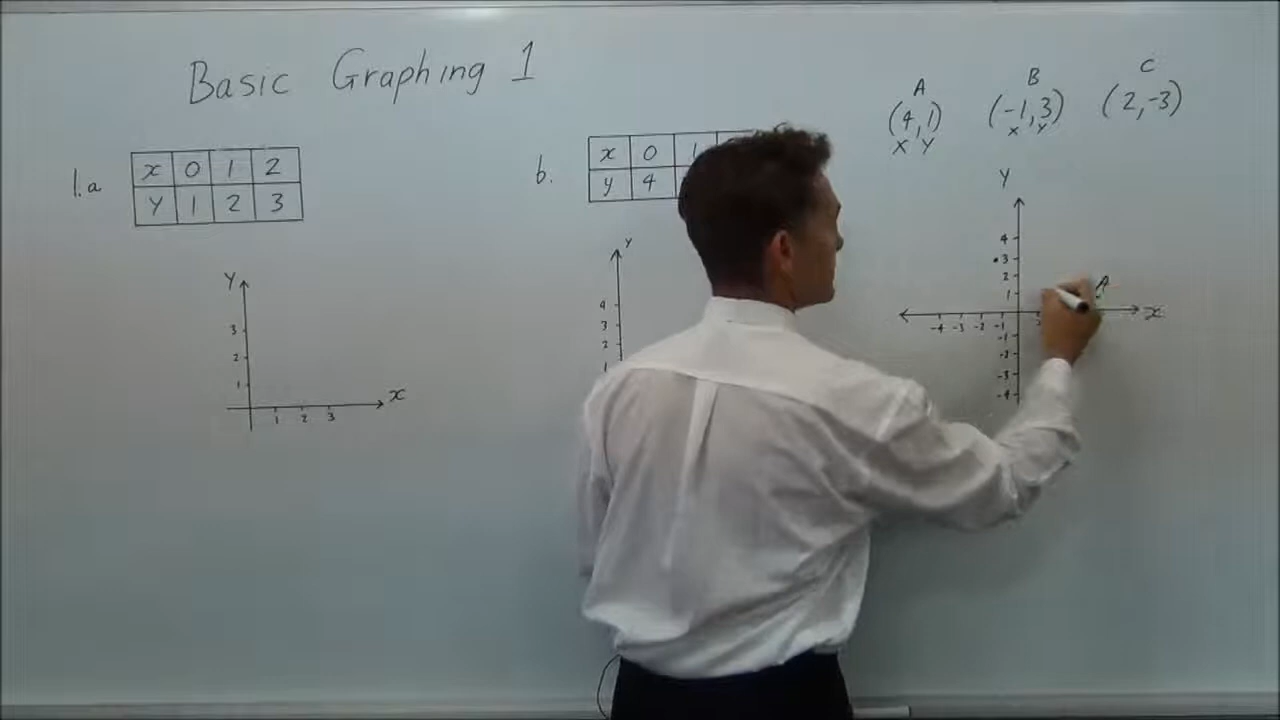 Basic Graphing 1
A B C
(4,1) (-1,3) (2,-3)
X Y X Y
1.a
x 0 1 2
Y 1 2 3
b.
x 0 1
y 4
Y
3
2
1
1 2 3
x
Y
4
3
2
1
Y
4
3
2
1
A
-4 -3 -2 -1
x
-1
-2
-3
-4